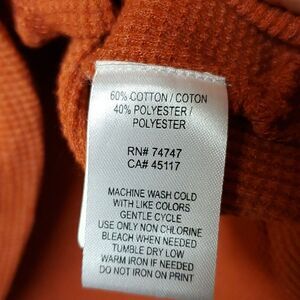 60% COTTON / COTON
40% POLYESTER /
POLYESTER
RN# 74747
CA# 45117
MACHINE WASH COLD
WITH LIKE COLORS
GENTLE CYCLE
USE ONLY NON CHLORINE
BLEACH WHEN NEEDED
TUMBLE DRY LOW
WARM IRON IF NEEDED
DO NOT IRON ON PRINT